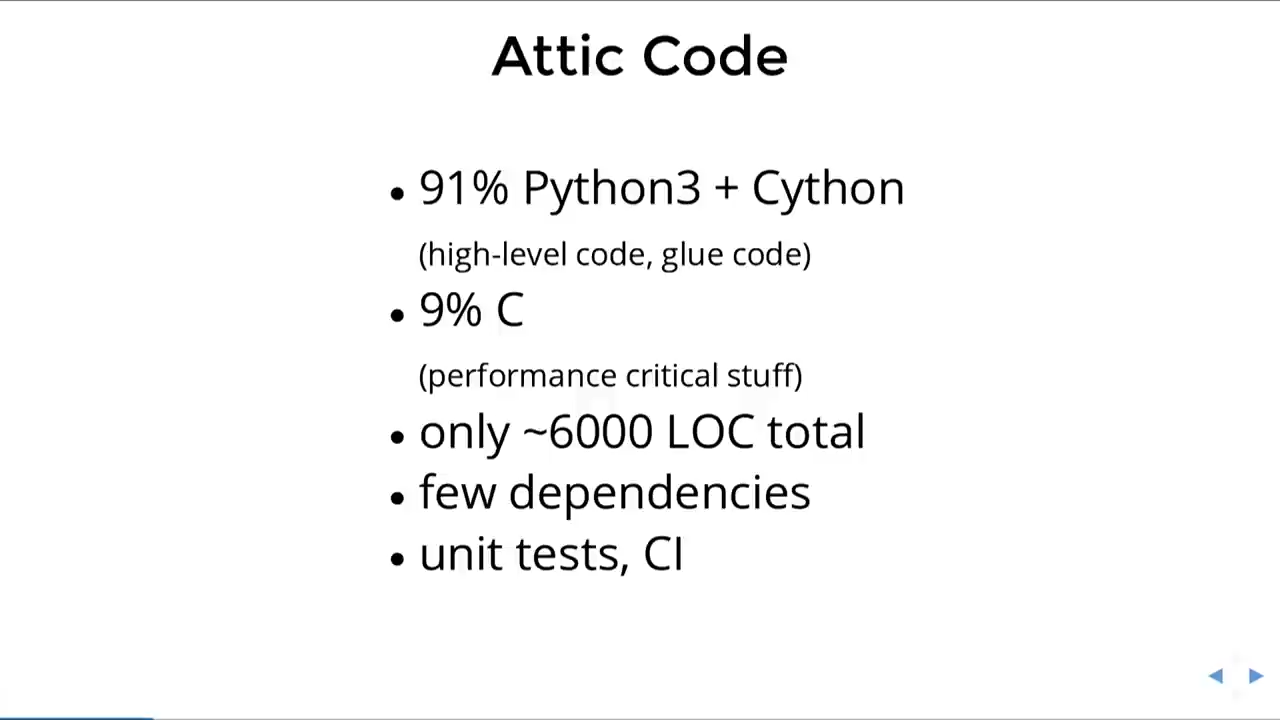 Attic Code
• 91% Python3 + Cython
(high-level code, glue code)
• 9% C
(performance critical stuff)
• only ~6000 LOC total
• few dependencies
• unit tests, CI